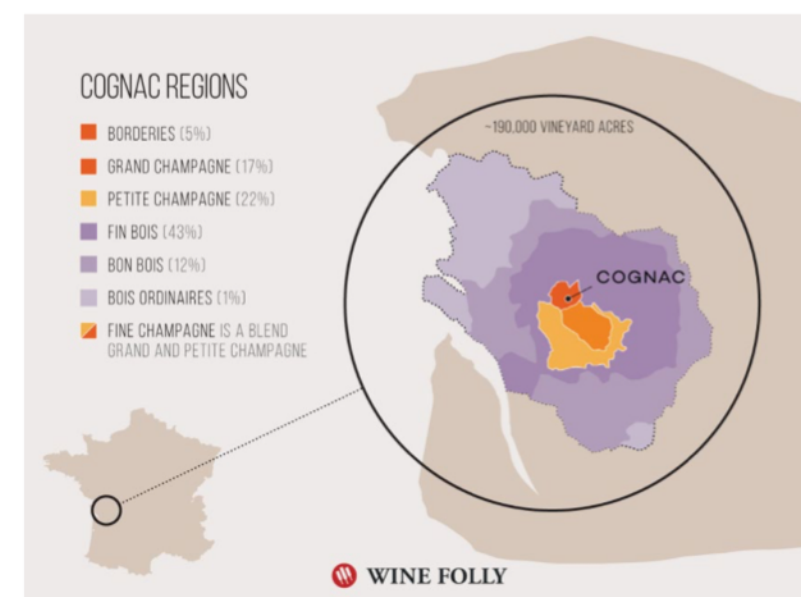 COGNAC REGIONS
BORDERIES (5%)
GRAND CHAMPAGNE (17%)
PETITE CHAMPAGNE (22%)
FIN BOIS (43%)
BON BOIS (12%)
BOIS ORDINAIRES (1%)
FINE CHAMPAGNE IS A BLEND
GRAND AND PETITE CHAMPAGNE
~190,000 VINEYARD ACRES
COGNAC
WINE FOLLY